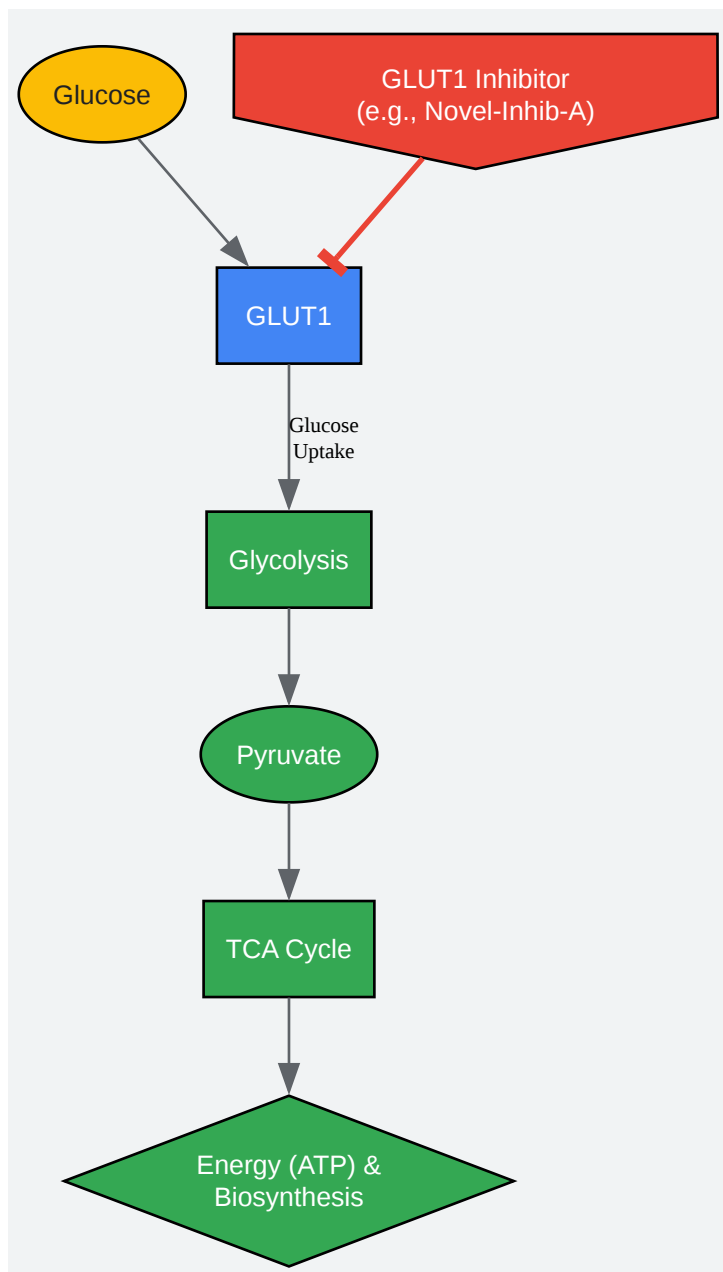 Glucose
GLUT1 Inhibitor
(e.g., Novel-Inhib-A)
GLUT1
Glucose
Uptake
Glycolysis
Pyruvate
TCA Cycle
Energy (ATP) &
Biosynthesis